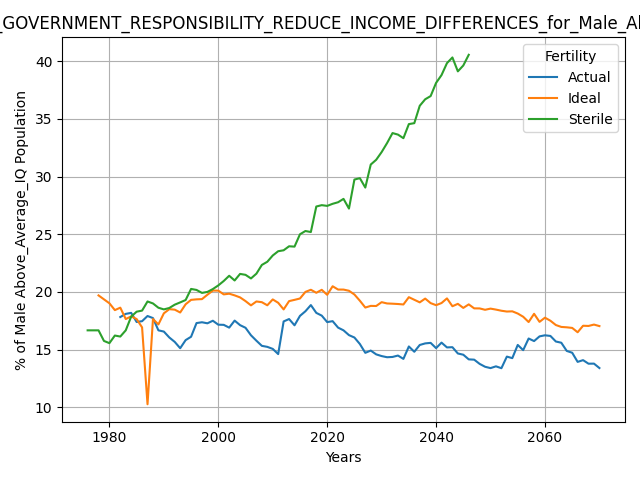 _GOVERNMENT_RESPONSIBILITY_REDUCE_INCOME_DIFFERENCES_for_Male_A
% of Male Above_Average_IQ Population
40
35
30
25
20
15
10
1980
2000
2020
2040
2060
Years
Fertility
Actual
Ideal
Sterile